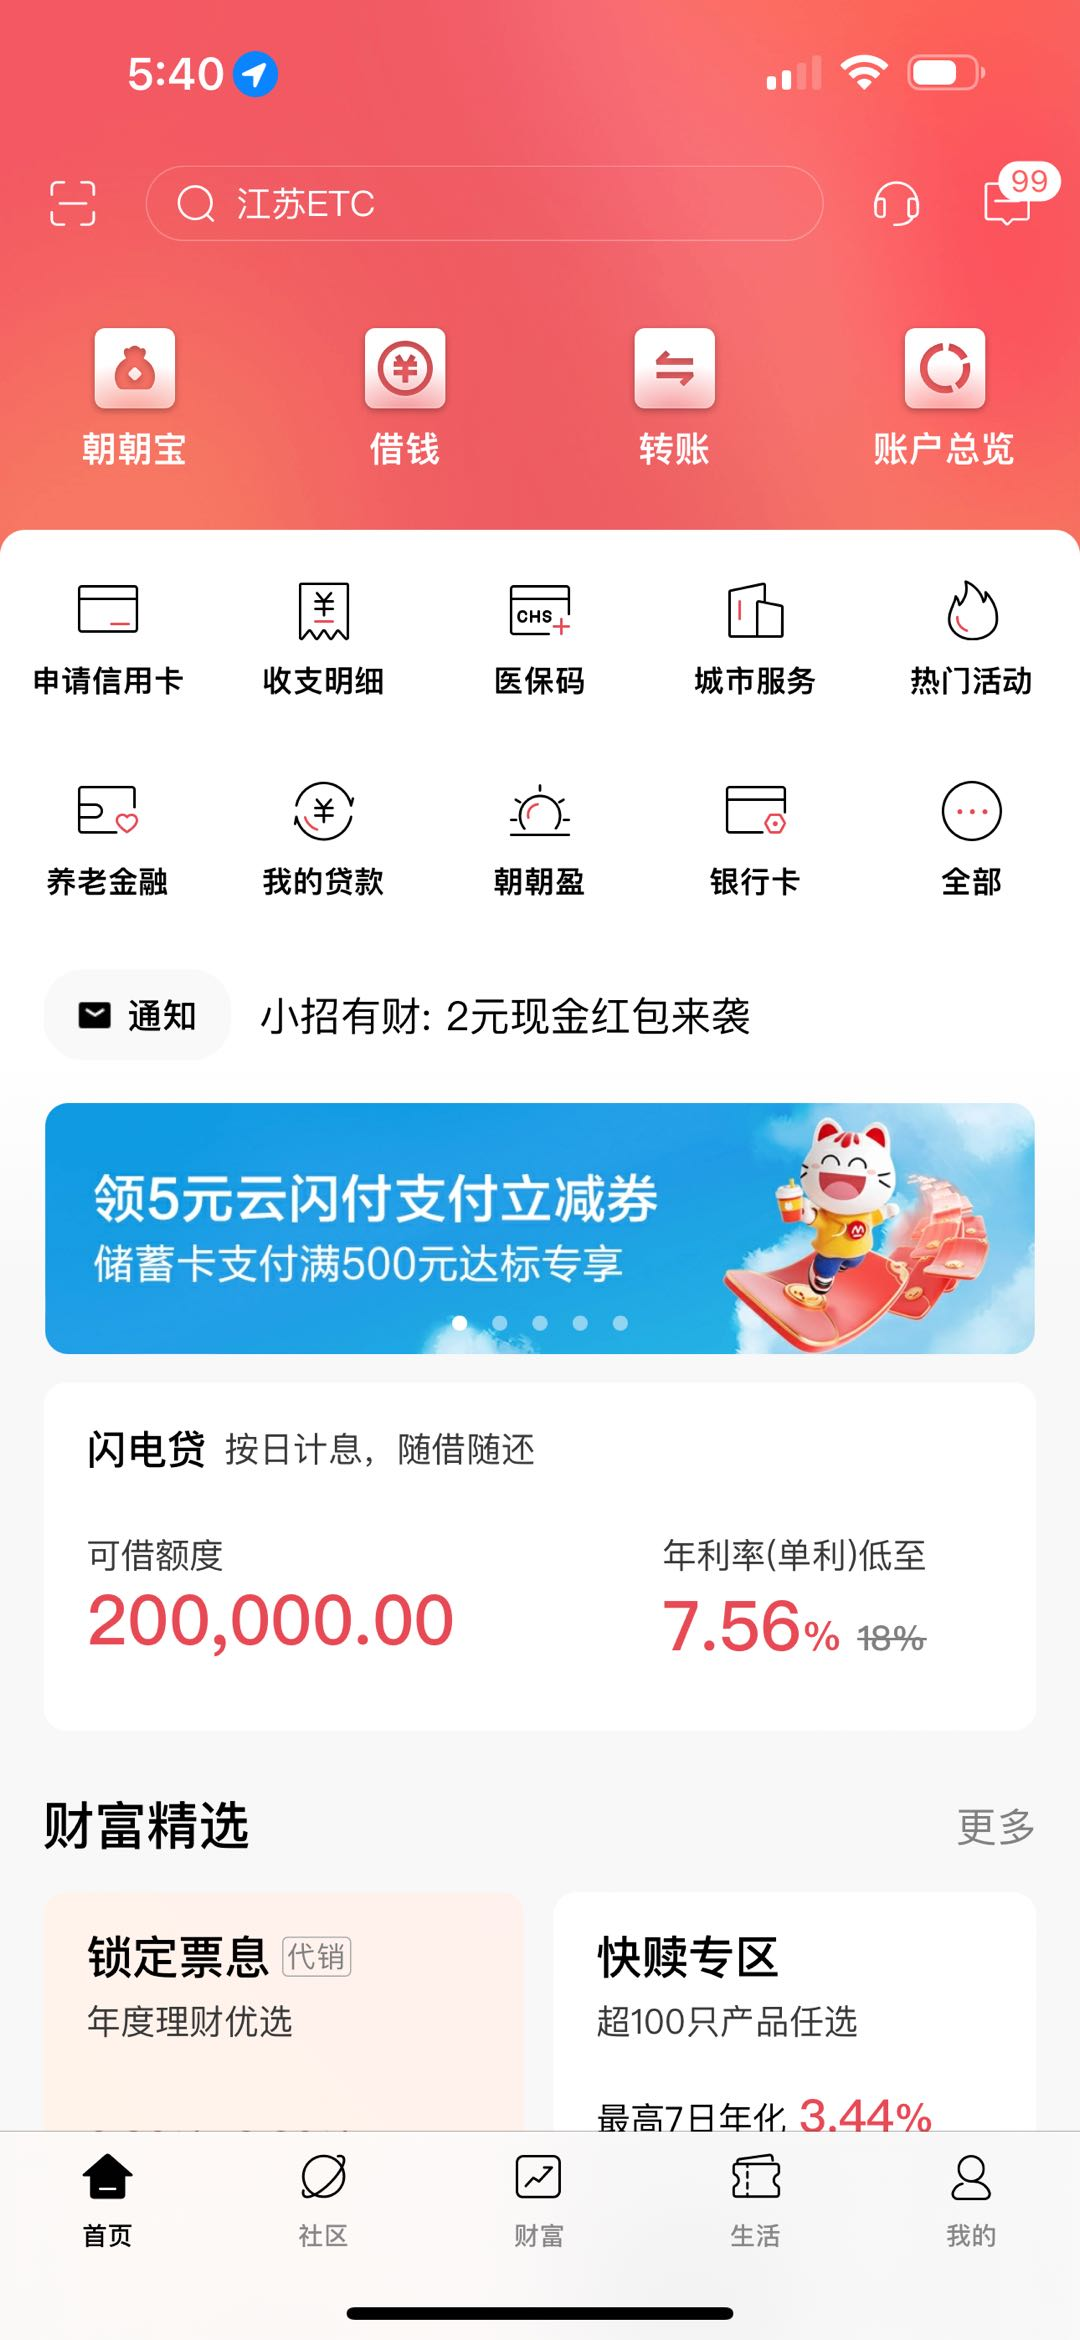 5:40
江苏ETC
99
朝朝宝
借钱
转账
账户总览
CHS
申请信用卡
收支明细
医保码
城市服务
热门活动
养老金融
我的贷款
朝朝盈
银行卡
全部
通知
小招有财: 2元现金红包来袭
领5元云闪付支付立减券
储蓄卡支付满500元达标专享
闪电贷 按日计息，随借随还
可借额度
年利率(单利)低至
200,000.00
7.56% 18%
财富精选
更多
锁定票息 代销
年度理财优选
快赎专区
超100只产品任选
最高7日年化 3.44%
首页
社区
财富
生活
我的